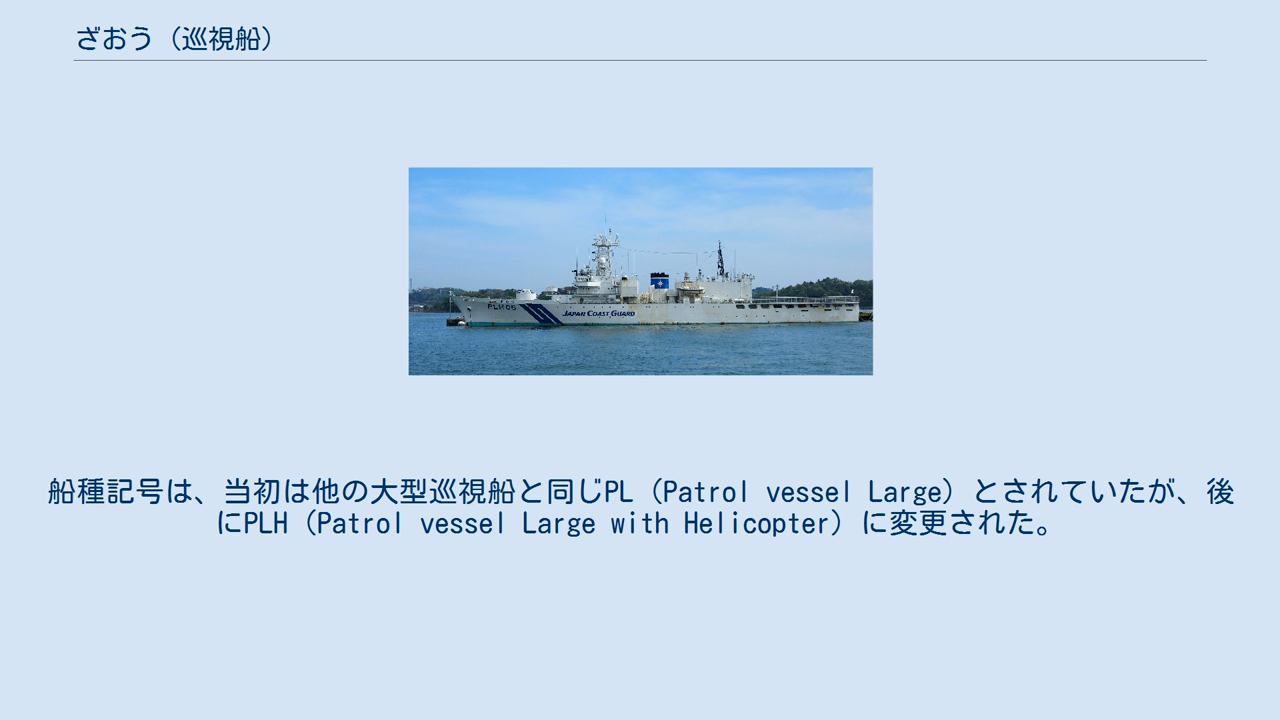 ざおう（巡視船）
PLH05
JAPAN COAST GUARD
船種記号は、当初は他の大型巡視船と同じPL（Patrol vessel Large）とされていたが、後
にPLH（Patrol vessel Large with Helicopter）に変更された。